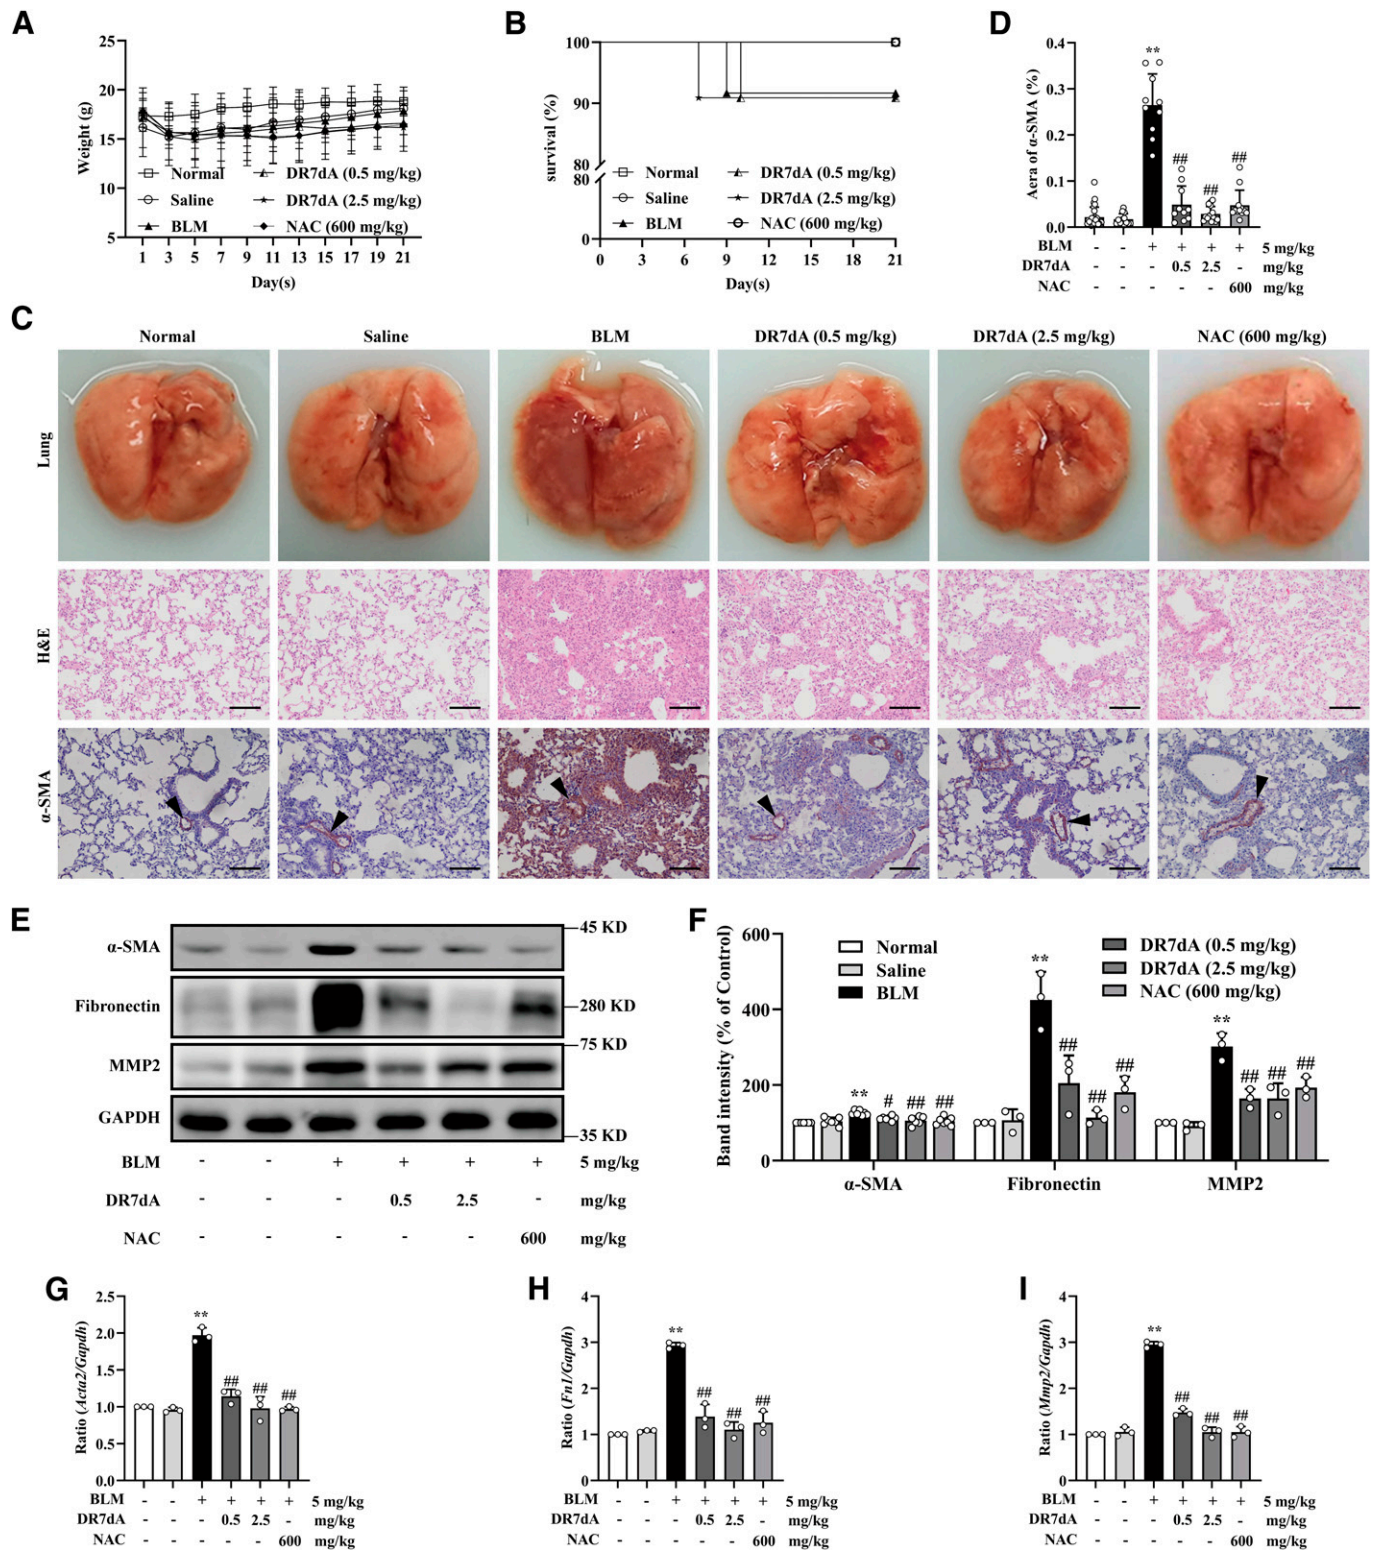 A
25
20
15
10
5
Weight (g)
Normal
Saline
BLM
DR7dA (0.5 mg/kg)
DR7dA (2.5 mg/kg)
NAC (600 mg/kg)
1 3 5 7 9 11 13 15 17 19 21
Day(s)
B
100
90
80
80
0
survival (%)
Normal
Saline
BLM
DR7dA (0.5 mg/kg)
DR7dA (2.5 mg/kg)
NAC (600 mg/kg)
0 3 6 9 12 15 18 21
Day(s)
D
0.4
0.3
0.2
0.1
0.0
Aera of α-SMA (%)
** ## ## ##
BLM - - + + + + 5 mg/kg
DR7dA - - - 0.5 2.5 - mg/kg
NAC - - - - - 600 mg/kg
C
Normal Saline BLM DR7dA (0.5 mg/kg) DR7dA (2.5 mg/kg) NAC (600 mg/kg)
Lung
H&E
α-SMA
E
α-SMA 45 KD
Fibronectin 280 KD
75 KD
MMP2
GAPDH
35 KD
BLM - - + + + + 5 mg/kg
DR7dA - - - 0.5 2.5 - mg/kg
NAC - - - - - 600 mg/kg
F
600
400
200
0
Band intensity (% of Control)
Normal
Saline
BLM
DR7dA (0.5 mg/kg)
DR7dA (2.5 mg/kg)
NAC (600 mg/kg)
** # ## ##
** ## ## ##
** ## ## ##
α-SMA Fibronectin MMP2
G
2.5
2.0
1.5
1.0
0.5
0.0
Ratio (Acta2/Gapdh)
** ## ## ##
BLM - - + + + + 5 mg/kg
DR7dA - - - 0.5 2.5 - mg/kg
NAC - - - - - 600 mg/kg
H
4
3
2
1
0
Ratio (Fn1/Gapdh)
** ## ## ##
BLM - - + + + + 5 mg/kg
DR7dA - - - 0.5 2.5 - mg/kg
NAC - - - - - 600 mg/kg
I
4
3
2
1
0
Ratio (Mmp2/Gapdh)
** ## ## ##
BLM - - + + + + 5 mg/kg
DR7dA - - - 0.5 2.5 - mg/kg
NAC - - - - - 600 mg/kg